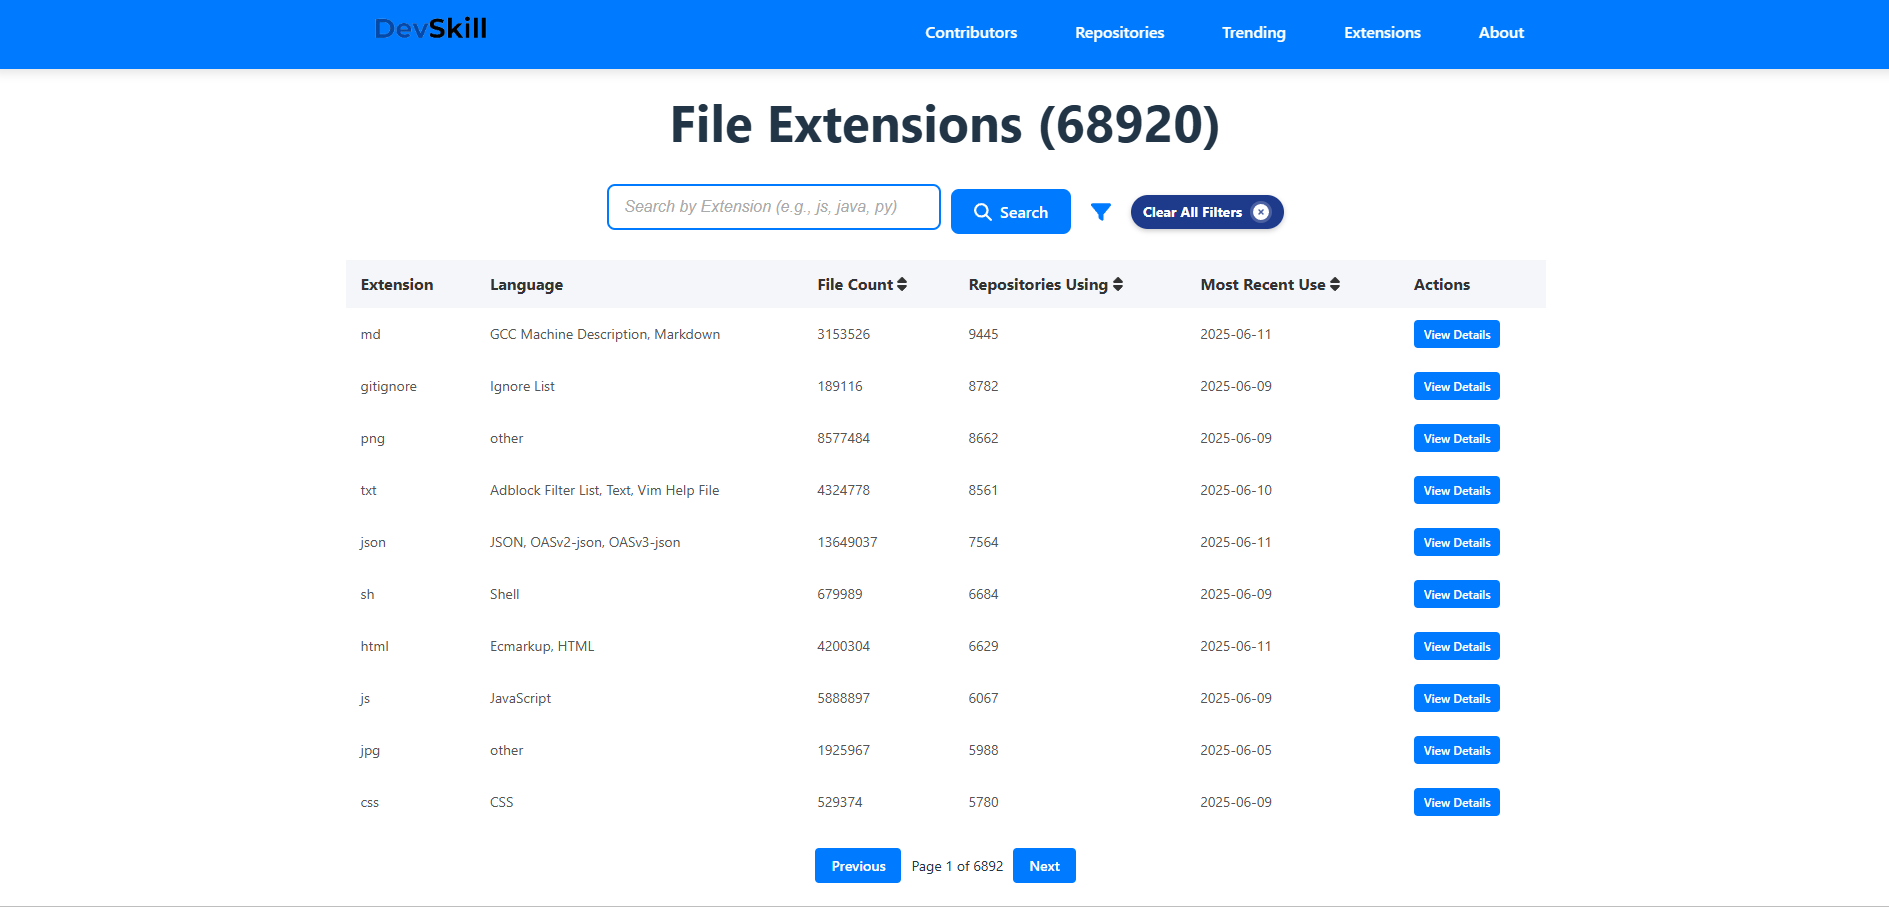 DevSkill Contributors Repositories Trending Extensions About
File Extensions (68920)
Search by Extension (e.g., js, java, py) Search Clear All Filters
Extension Language File Count Repositories Using Most Recent Use Actions
md GCC Machine Description, Markdown 3153526 9445 2025-06-11 View Details
gitignore Ignore List 189116 8782 2025-06-09 View Details
png other 8577484 8662 2025-06-09 View Details
txt Adblock Filter List, Text, Vim Help File 4324778 8561 2025-06-10 View Details
json JSON, OASv2-json, OASv3-json 13649037 7564 2025-06-11 View Details
sh Shell 679989 6684 2025-06-09 View Details
html Ecmarkup, HTML 4200304 6629 2025-06-11 View Details
js JavaScript 5888897 6067 2025-06-09 View Details
jpg other 1925967 5988 2025-06-05 View Details
css CSS 529374 5780 2025-06-09 View Details
Previous Page 1 of 6892 Next